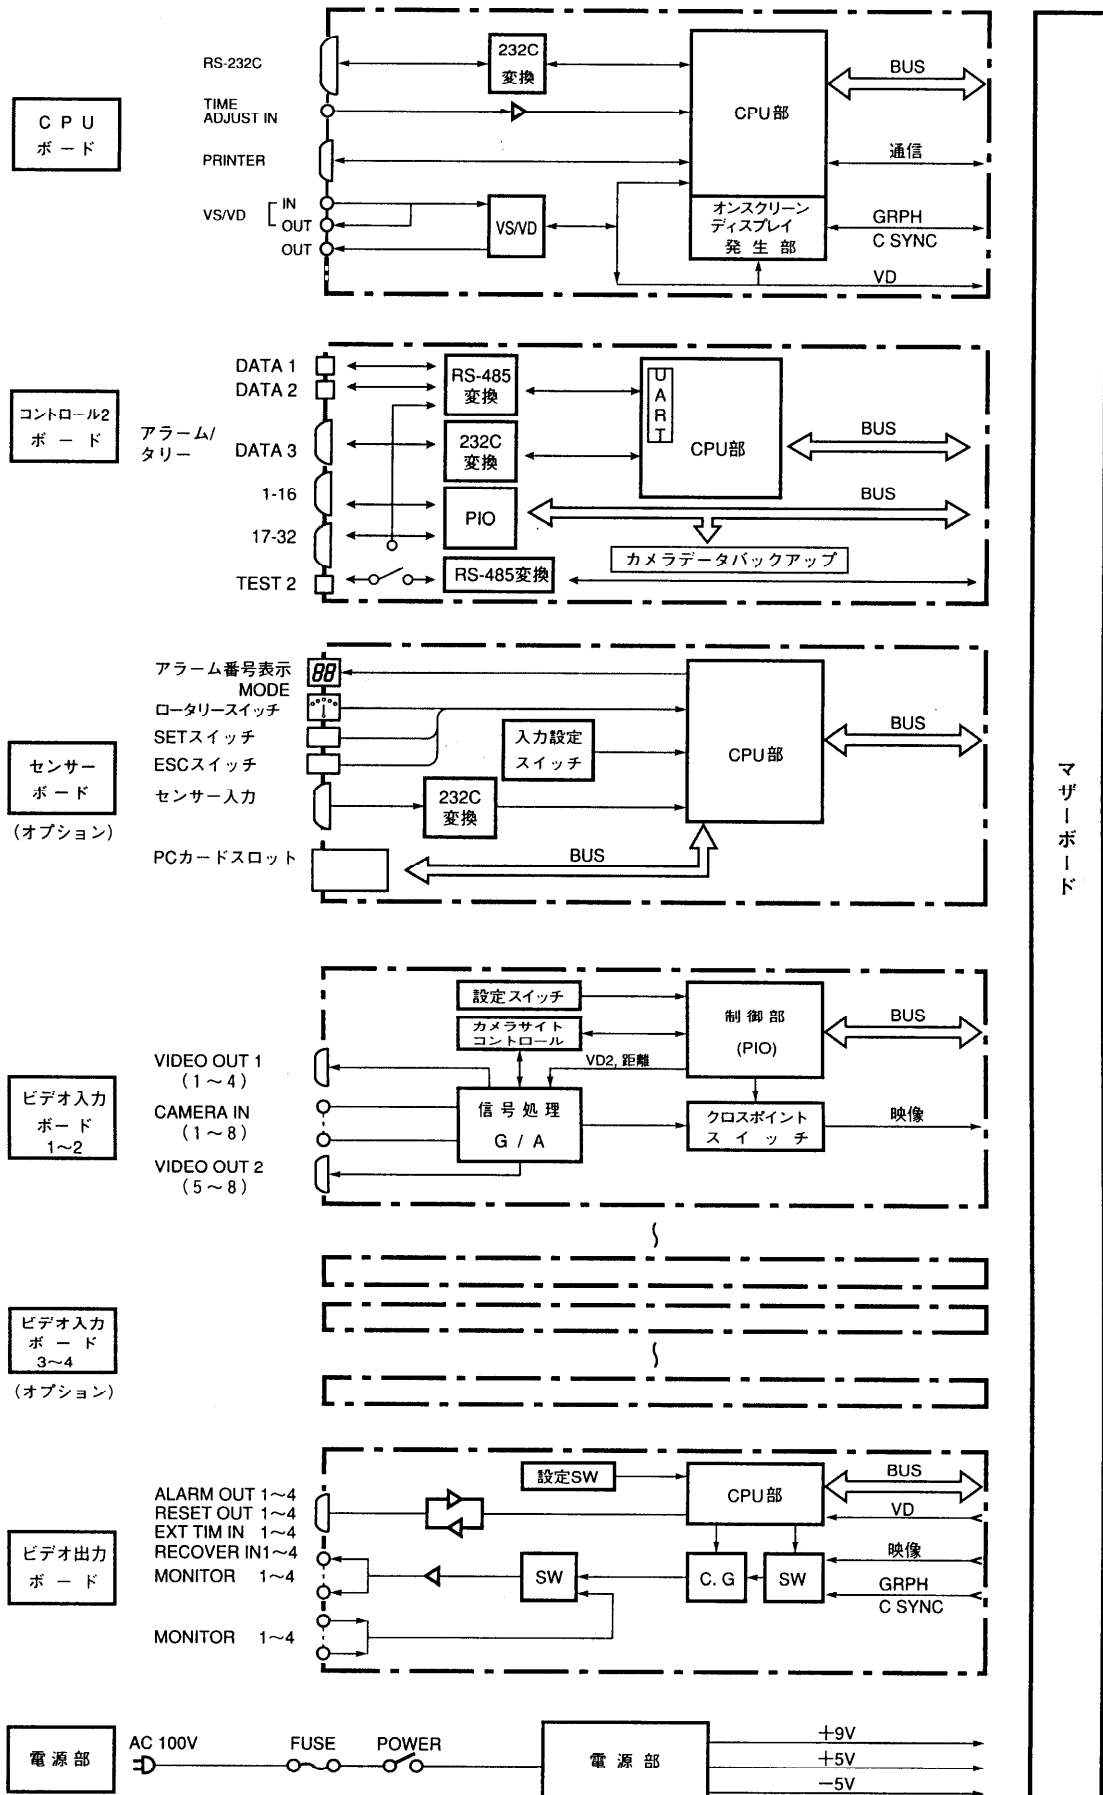 CPU
ボード
RS-232C
TIME
ADJUST IN
PRINTER
VS/VD
IN
OUT
OUT
232C
変換
VS/VD
CPU部
オンスクリーン
ディスプレイ
発生部
BUS
通信
GRPH
C SYNC
VD
コントロール2
ボード
アラーム/
タリー
DATA 1
DATA 2
DATA 3
1-16
17-32
TEST 2
RS-485
変換
232C
変換
PIO
RS-485変換
UART
CPU部
BUS
BUS
カメラデータバックアップ
センサー
ボード
(オプション)
アラーム番号表示
MODE
ロータリースイッチ
SETスイッチ
ESCスイッチ
センサー入力
PCカードスロット
88
入力設定
スイッチ
232C
変換
CPU部
BUS
BUS
マザーボード
ビデオ入力
ボード
1～2
VIDEO OUT 1
(1～4)
CAMERA IN
(1～8)
VIDEO OUT 2
(5～8)
設定スイッチ
カメラサイト
コントロール
VD2, 距離
信号処理
G / A
制御部
(PIO)
クロスポイント
スイッチ
BUS
映像
ビデオ入力
ボード
3～4
(オプション)
ビデオ出力
ボード
ALARM OUT 1～4
RESET OUT 1～4
EXT TIM IN 1～4
RECOVER IN 1～4
MONITOR 1～4
MONITOR 1～4
設定SW
CPU部
SW
C. G
SW
BUS
VD
映像
GRPH
C SYNC
電源部
AC 100V
FUSE
POWER
電源部
+9V
+5V
−5V